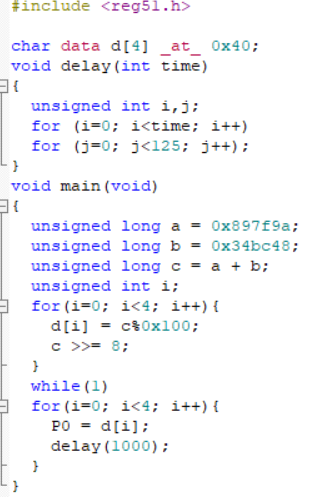 #include <reg51.h>
char data d[4] _at_ 0x40;
void delay(int time)
{
unsigned int i,j;
for (i=0; i<time; i++)
for (j=0; j<125; j++);
}
void main(void)
{
unsigned long a = 0x897f9a;
unsigned long b = 0x34bc48;
unsigned long c = a + b;
unsigned int i;
for(i=0; i<4; i++){
d[i] = c%0x100;
c >>= 8;
}
while(1)
for(i=0; i<4; i++){
P0 = d[i];
delay(1000);
}
}